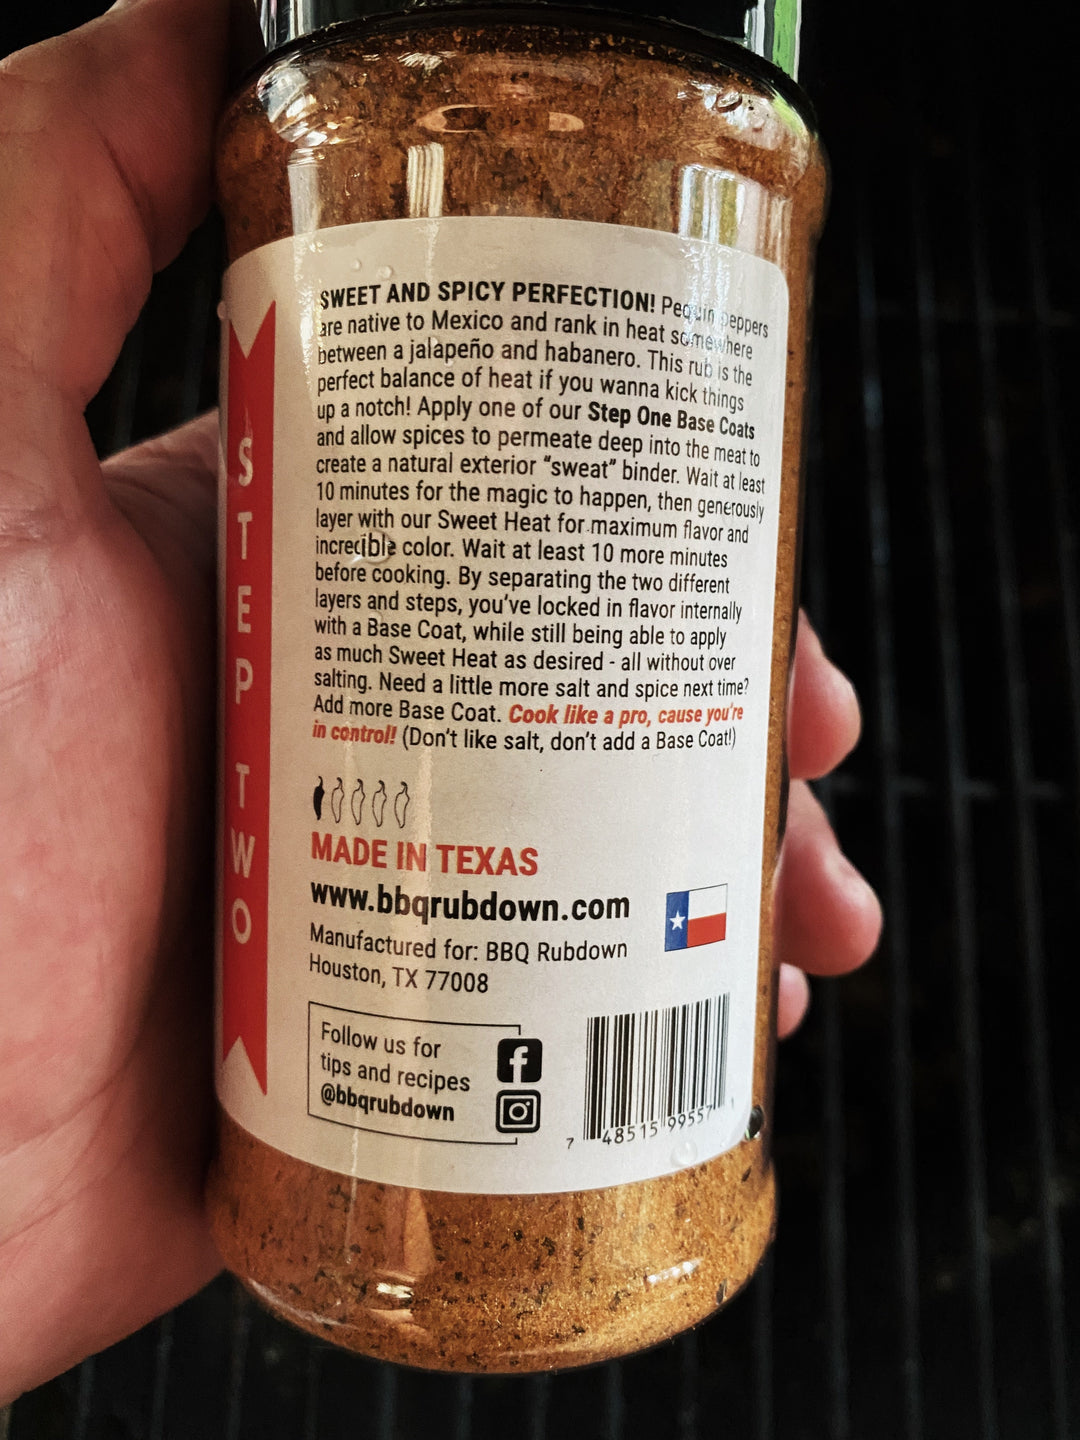 SWEET AND SPICY PERFECTION! Pequin peppers
are native to Mexico and rank in heat somewhere
between a jalapeño and habanero. This rub is the
perfect balance of heat if you wanna kick things
up a notch! Apply one of our Step One Base Coats
and allow spices to permeate deep into the meat to
create a natural exterior "sweat" binder. Wait at least
10 minutes for the magic to happen, then generously
layer with our Sweet Heat for maximum flavor and
incredible color. Wait at least 10 more minutes
before cooking. By separating the two different
layers and steps, you've locked in flavor internally
with a Base Coat, while still being able to apply
as much Sweet Heat as desired - all without over
salting. Need a little more salt and spice next time?
Add more Base Coat. Cook like a pro, cause you're
in control! (Don't like salt, don't add a Base Coat!)
STEP TWO
MADE IN TEXAS
www.bbqrubdown.com
Manufactured for: BBQ Rubdown
Houston, TX 77008
Follow us for
tips and recipes
@bbqrubdown
7 48515 99557 1